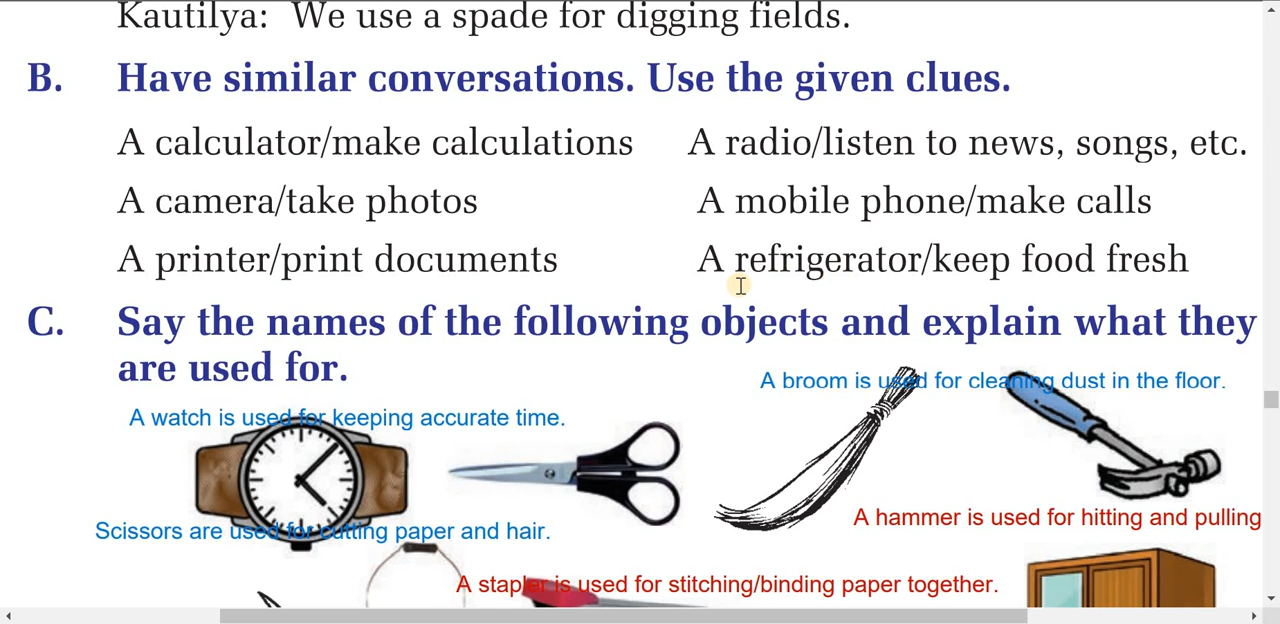 Kautilya: We use a spade for digging fields.
B. Have similar conversations. Use the given clues.
A calculator/make calculations A radio/listen to news, songs, etc.
A camera/take photos A mobile phone/make calls
A printer/print documents A refrigerator/keep food fresh
C. Say the names of the following objects and explain what they
are used for.
A broom is used for cleaning dust in the floor.
A watch is used for keeping accurate time.
A hammer is used for hitting and pulling
Scissors are used for cutting paper and hair.
A stapler is used for stitching/binding paper together.